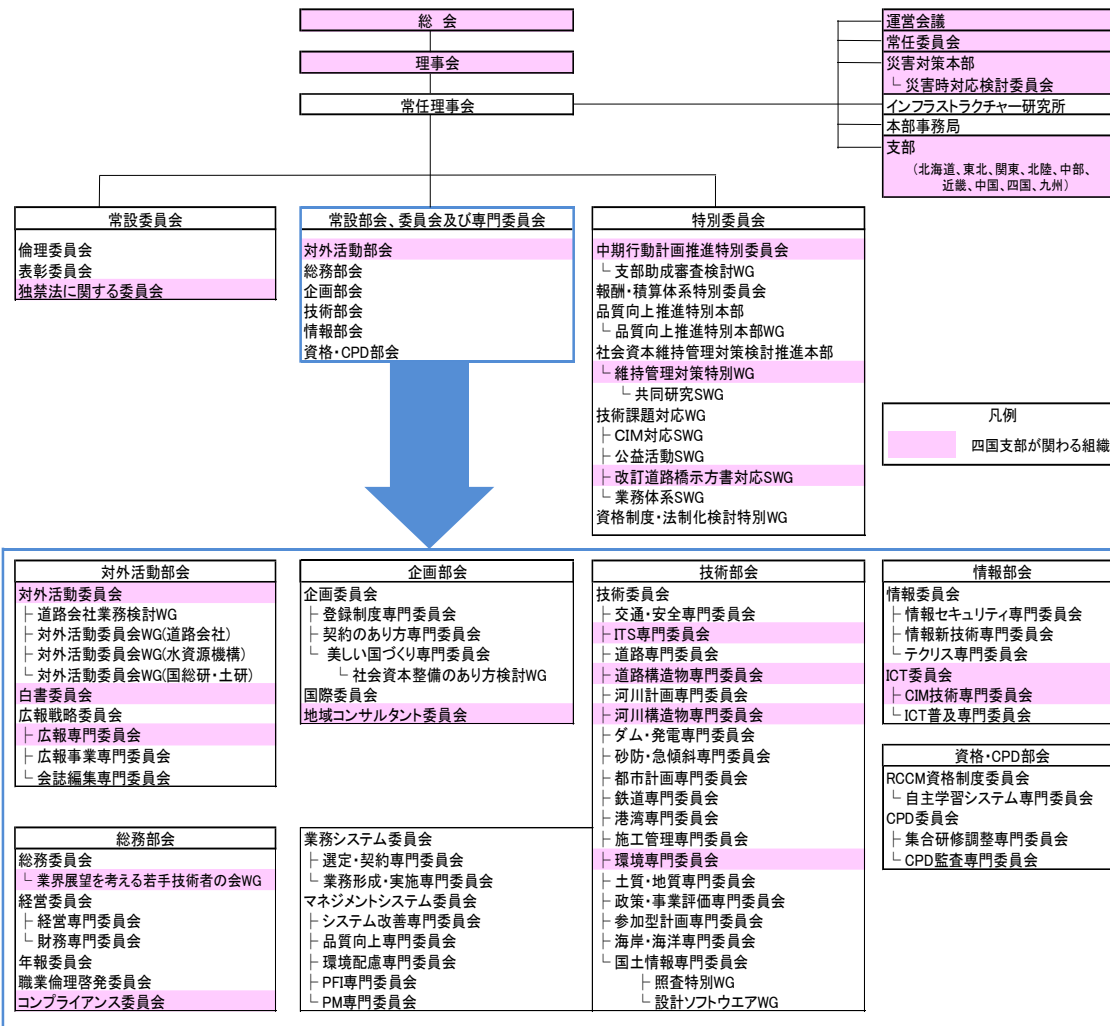 総 会
理事会
常任理事会
運営会議
常任委員会
災害対策本部
└ 災害時対応検討委員会
インフラストラクチャー研究所
本部事務局
支部
(北海道、東北、関東、北陸、中部、
近畿、中国、四国、九州)
常設委員会
倫理委員会
表彰委員会
独禁法に関する委員会
常設部会、委員会及び専門委員会
対外活動部会
総務部会
企画部会
技術部会
情報部会
資格・CPD部会
特別委員会
中期行動計画推進特別委員会
└ 支部助成審査検討WG
報酬・積算体系特別委員会
品質向上推進特別本部
└ 品質向上推進特別本部WG
社会資本維持管理対策検討推進本部
└ 維持管理対策特別WG
└ 共同研究SWG
技術課題対応WG
├ CIM対応SWG
├ 公益活動SWG
├ 改訂道路橋示方書対応SWG
└ 業務体系SWG
資格制度・法制化検討特別WG
凡例
四国支部が関わる組織
対外活動部会
対外活動委員会
├ 道路会社業務検討WG
├ 対外活動委員会WG(道路会社)
├ 対外活動委員会WG(水資源機構)
└ 対外活動委員会WG(国総研・土研)
白書委員会
広報戦略委員会
├ 広報専門委員会
├ 広報事業専門委員会
└ 会誌編集専門委員会
総務部会
総務委員会
└ 業界展望を考える若手技術者の会WG
経営委員会
├ 経営専門委員会
└ 財務専門委員会
年報委員会
職業倫理啓発委員会
コンプライアンス委員会
企画部会
企画委員会
├ 登録制度専門委員会
├ 契約のあり方専門委員会
└ 美しい国づくり専門委員会
└ 社会資本整備のあり方検討WG
国際委員会
地域コンサルタント委員会
業務システム委員会
├ 選定・契約専門委員会
└ 業務形成・実施専門委員会
マネジメントシステム委員会
├ システム改善専門委員会
├ 品質向上専門委員会
├ 環境配慮専門委員会
├ PFI専門委員会
└ PM専門委員会
技術部会
技術委員会
├ 交通・安全専門委員会
├ ITS専門委員会
├ 道路専門委員会
├ 道路構造物専門委員会
├ 河川計画専門委員会
├ 河川構造物専門委員会
├ ダム・発電専門委員会
├ 砂防・急傾斜専門委員会
├ 都市計画専門委員会
├ 鉄道専門委員会
├ 港湾専門委員会
├ 施工管理専門委員会
├ 環境専門委員会
├ 土質・地質専門委員会
├ 政策・事業評価専門委員会
├ 参加型計画専門委員会
├ 海岸・海洋専門委員会
└ 国土情報専門委員会
├ 照査特別WG
└ 設計ソフトウエアWG
情報部会
情報委員会
├ 情報セキュリティ専門委員会
├ 情報新技術専門委員会
└ テクリス専門委員会
ICT委員会
├ CIM技術専門委員会
└ ICT普及専門委員会
資格・CPD部会
RCCM資格制度委員会
└ 自主学習システム専門委員会
CPD委員会
├ 集合研修調整専門委員会
└ CPD監査専門委員会